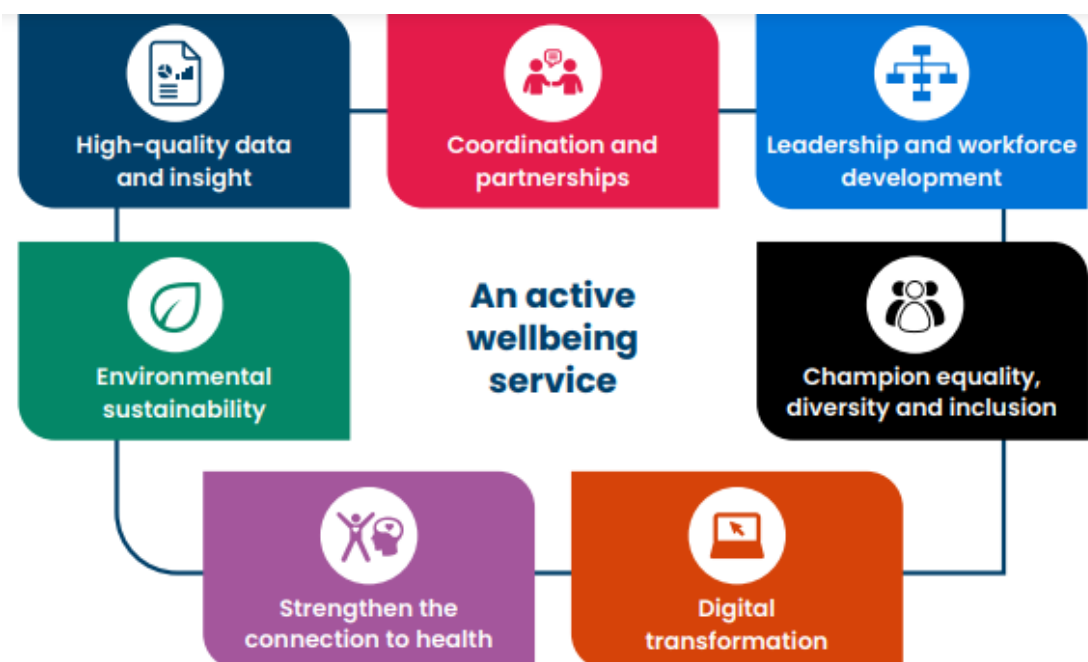 High-quality data
and insight
Coordination and
partnerships
Leadership and workforce
development
Environmental
sustainability
An active
wellbeing
service
Champion equality,
diversity and inclusion
Strengthen the
connection to health
Digital
transformation